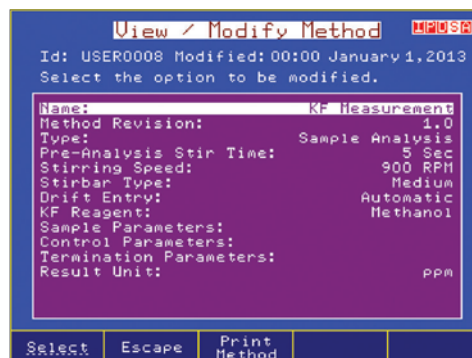 View / Modify Method
Id: USER0008 Modified: 00:00 January 1, 2013
Select the option to be modified.
Name: KF Measurement
Method Revision: 1.0
Type: Sample Analysis
Pre-Analysis Stir Time: 5 Sec
Stirring Speed: 900 RPM
Stirbar Type: Medium
Drift Entry: Automatic
KF Reagent: Methanol
Sample Parameters:
Control Parameters:
Termination Parameters:
Result Unit: ppm
Select Escape Print
Method